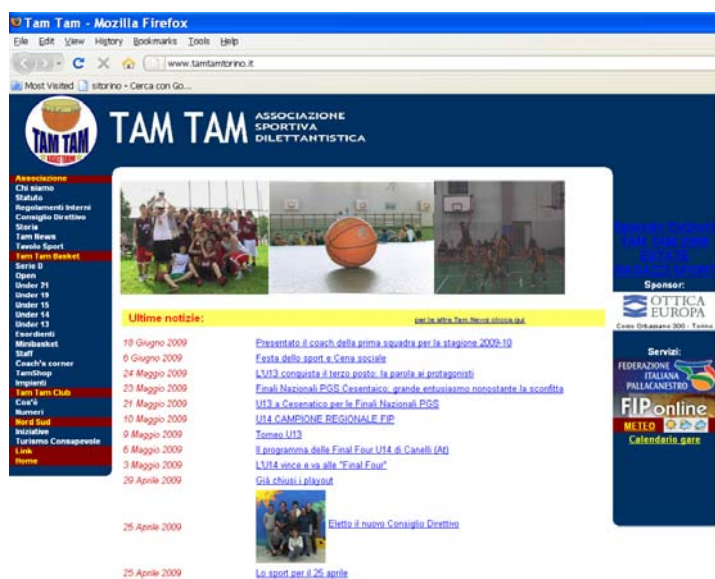 Tam Tam - Mozilla Firefox
File Edit View History Bookmarks Tools Help
www.tamtamtorino.it
Most Visited sitorino - Cerca con Go...
TAM TAM
TAM TAM
ASSOCIAZIONE
SPORTIVA
DILETTANTISTICA
Associazione
Chi siamo
Statuto
Regolamenti Interni
Consiglio Direttivo
Storia
Tam News
Tavolo Sport
Tam Tam Basket
Serie D
Open
Under 21
Under 19
Under 15
Under 14
Under 13
Esordienti
Minibasket
Staff
Coach's corner
TamShop
Impianti
Tam Tam Club
Cos'è
Numeri
Nord Sud
Iniziative
Turismo Consapevole
Link
Home
Ultime notizie:
per le altre Tam News clicca qui
18 Giugno 2009 Presentato il coach della prima squadra per la stagione 2009-10
6 Giugno 2009 Festa dello sport e Cena sociale
24 Maggio 2009 L'U13 conquista il terzo posto: la parola ai protagonisti
23 Maggio 2009 Finali Nazionali PGS Cesentaico: grande entusiasmo nonostante la sconfitta
21 Maggio 2009 U13 a Cesenatico per le Finali Nazionali PGS
10 Maggio 2009 U14 CAMPIONE REGIONALE FIP
9 Maggio 2009 Torneo U13
6 Maggio 2009 Il programma delle Final Four U14 di Canelli (At)
3 Maggio 2009 L'U14 vince e va alle "Final Four"
29 Aprile 2009 Già chiusi i playout
25 Aprile 2009 Eletto il nuovo Consiglio Direttivo
25 Aprile 2009 Lo sport per il 25 aprile
TAM TAM 2009
ESTATE
Sponsor:
OTTICA
EUROPA
Corso Orbassano 300 - Torino
Servizi:
FEDERAZIONE
ITALIANA
PALLACANESTRO
FIPonline
METEO
Calendario gare